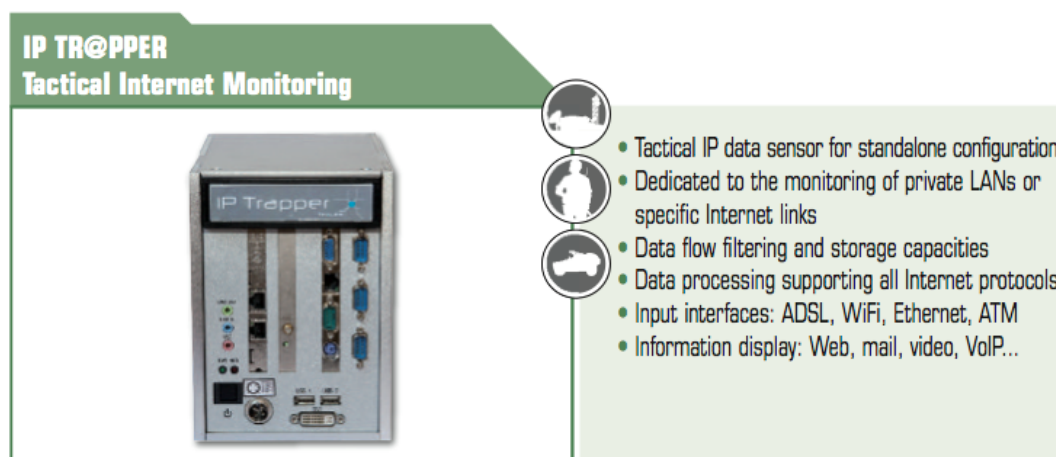 IP TR@PPER
Tactical Internet Monitoring
IP Trapper
• Tactical IP data sensor for standalone configuration
• Dedicated to the monitoring of private LANs or
specific Internet links
• Data flow filtering and storage capacities
• Data processing supporting all Internet protocols
• Input interfaces: ADSL, WiFi, Ethernet, ATM
• Information display: Web, mail, video, VoIP...